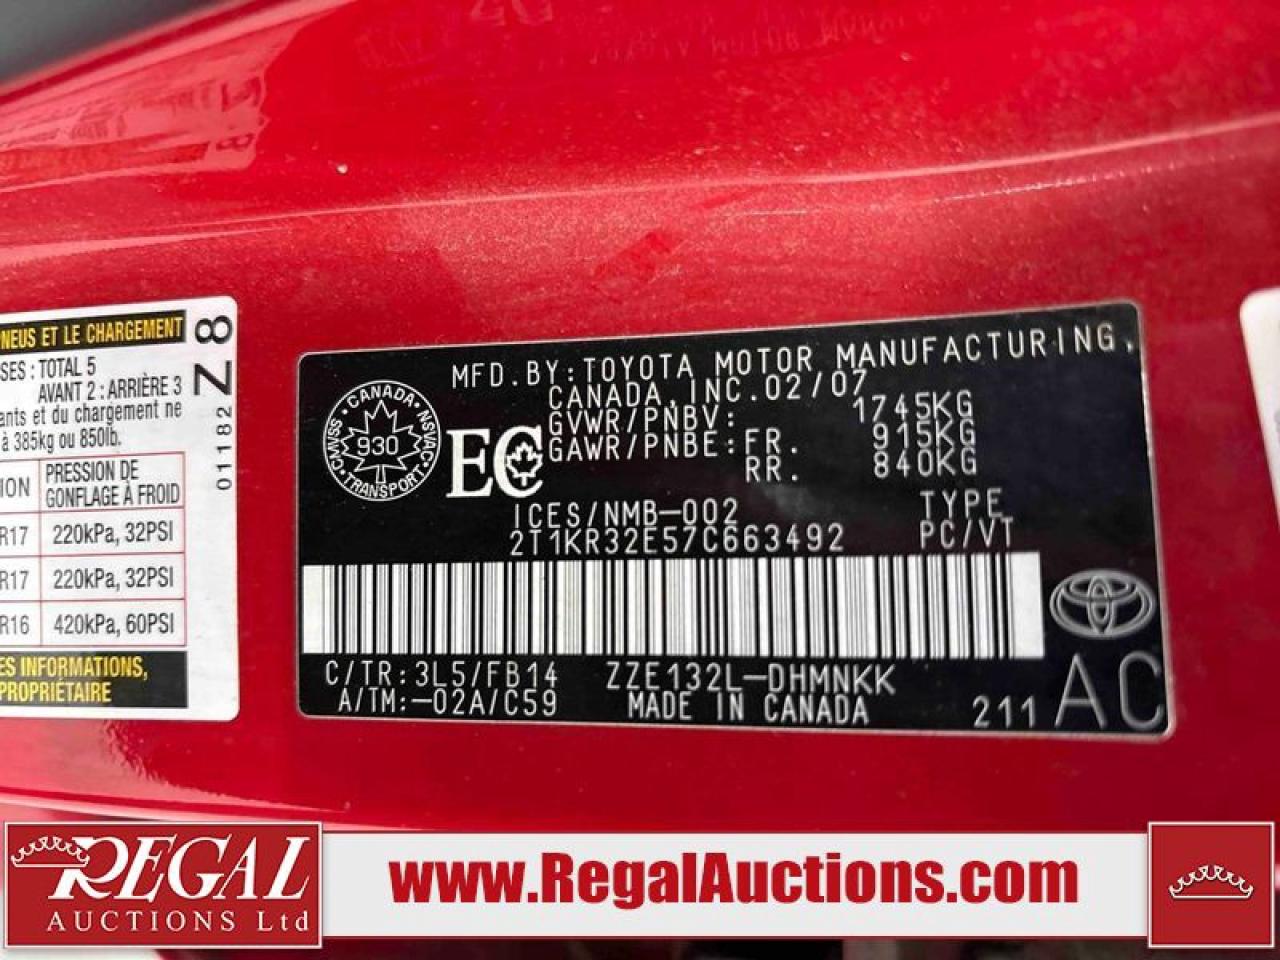 PNEUS ET LE CHARGEMENT
SES : TOTAL 5
AVANT 2 : ARRIÈRE 3
ants et du chargement ne
à 385kg ou 850lb.
ION PRESSION DE
GONFLAGE À FROID
R17 220kPa, 32PSI
R17 220kPa, 32PSI
R16 420kPa, 60PSI
ES INFORMATIONS,
PROPRIÉTAIRE
01182 Z8
MFD.BY:TOYOTA MOTOR MANUFACTURING.
CANADA,INC.02/07
GVWR/PNBV: 1745KG
GAWR/PNBE:FR. 915KG
RR. 840KG
CANADA
CMVSS 930 NSVAC
TRANSPORT
EC
ICES/NMB-002 TYPE
2T1KR32E57C663492 PC/VT
C/TR:3L5/FB14 ZZE132L-DHMNKK
A/TM:-02A/C59 MADE IN CANADA 211 AC
REGAL
AUCTIONS Ltd
www.RegalAuctions.com